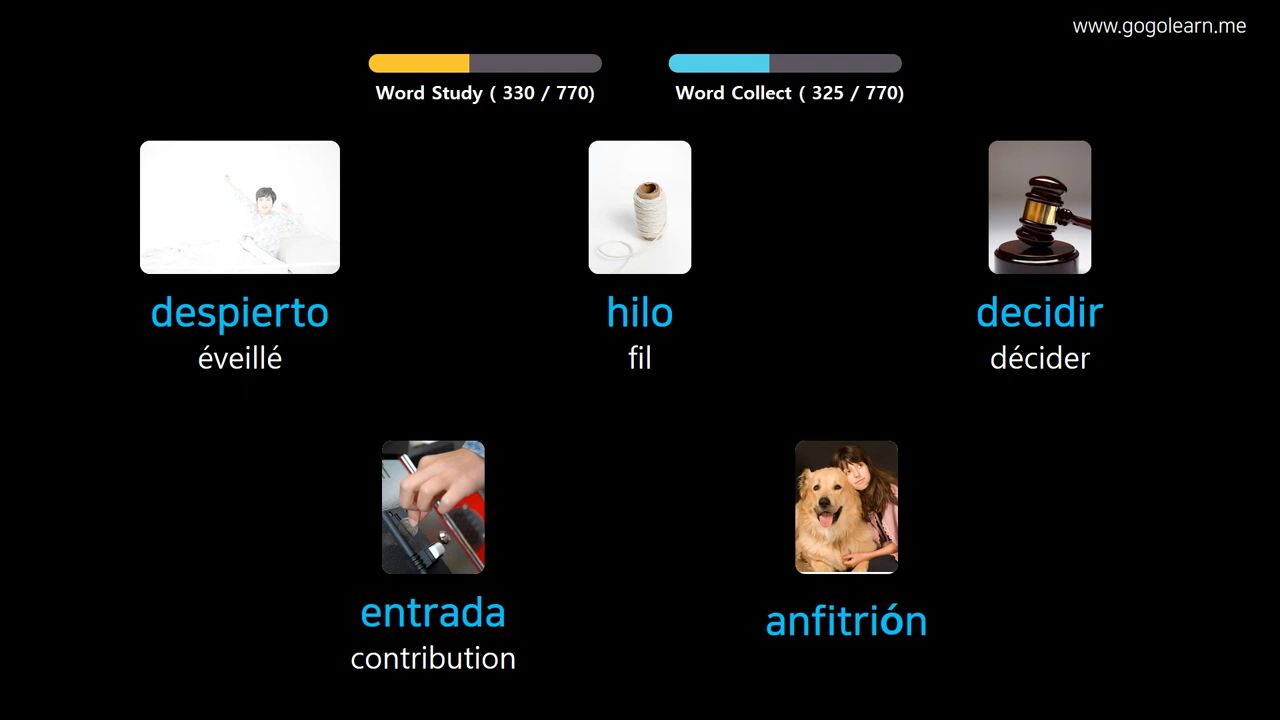 www.gogolearn.me
Word Study ( 330 / 770)
Word Collect ( 325 / 770)
despierto
éveillé
hilo
fil
decidir
décider
entrada
contribution
anfitrión